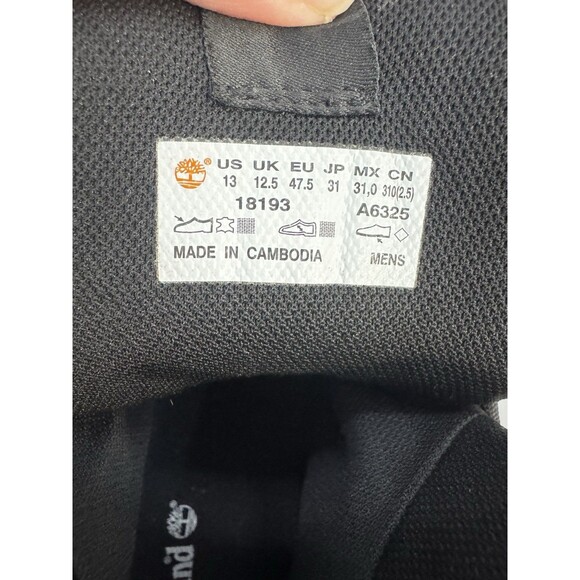 ® US UK EU JP MX CN
13 12.5 47.5 31 31,0 310(2.5)
18193 A6325
MADE IN CAMBODIA MENS